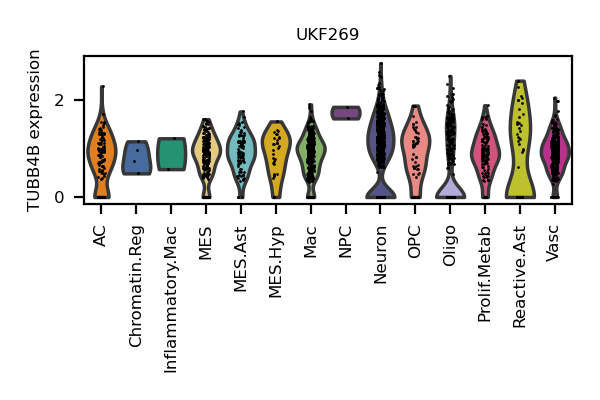 UKF269
TUBB4B expression
2
0
AC
Chromatin.Reg
Inflammatory.Mac
MES
MES.Ast
MES.Hyp
Mac
NPC
Neuron
OPC
Oligo
Prolif.Metab
Reactive.Ast
Vasc